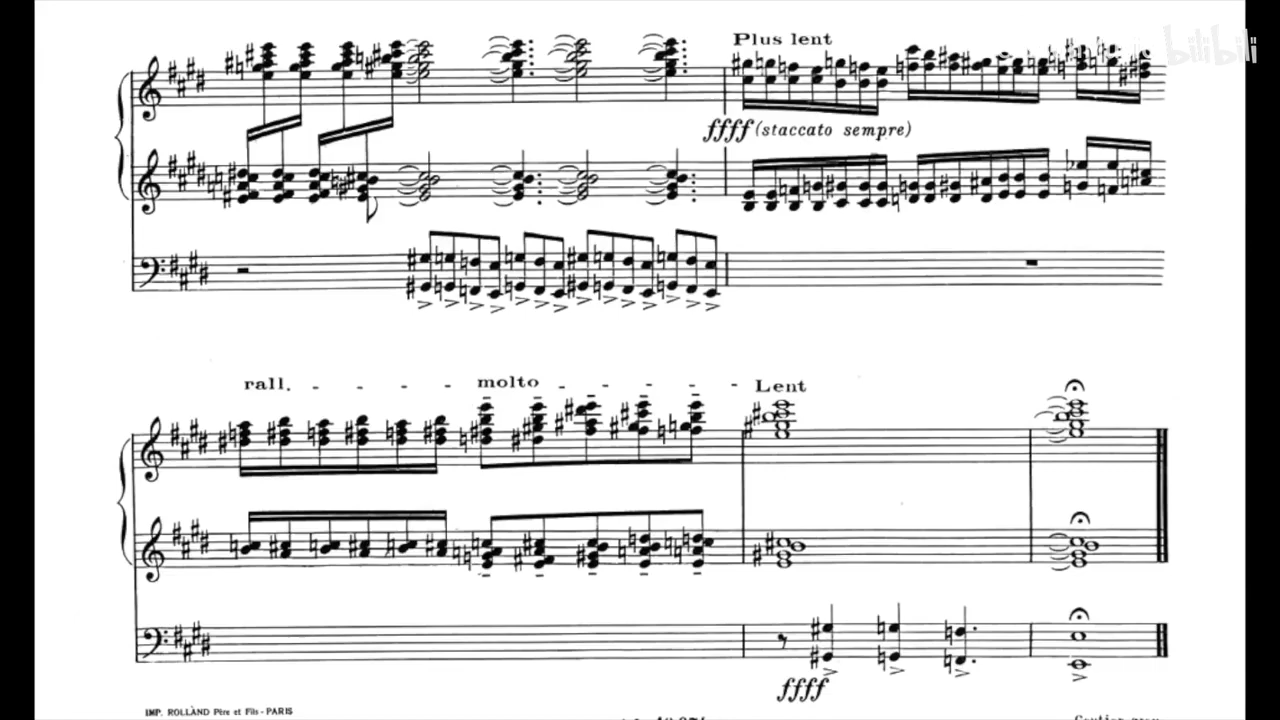 Plus lent
bilibili
ffff (staccato sempre)
rall. - - - - molto - - - - -
Lent
ffff
IMP. ROLLAND Père et Fils - PARIS